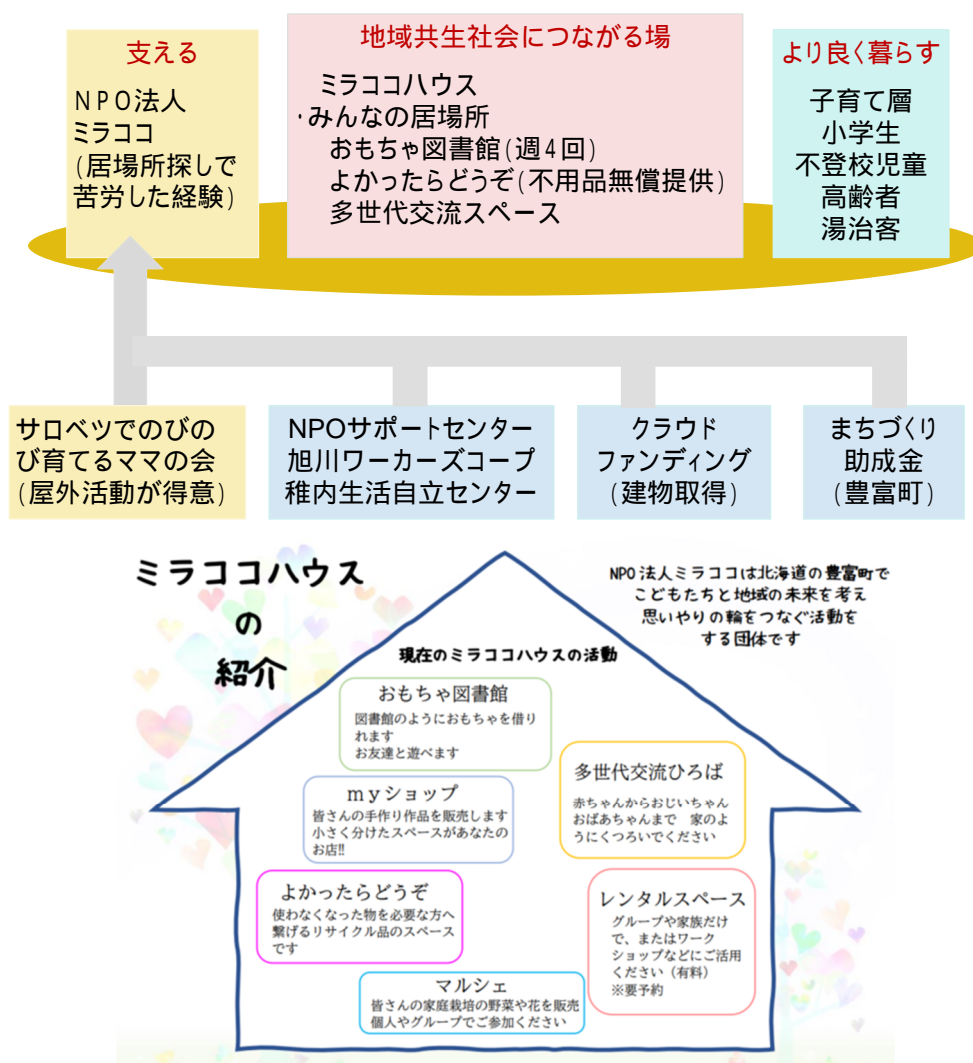 支える
NPO法人
ミラココ
(居場所探しで
苦労した経験)
地域共生社会につながる場
ミラココハウス
・みんなの居場所
おもちゃ図書館(週4回)
よかったらどうぞ(不用品無償提供)
多世代交流スペース
より良く暮らす
子育て層
小学生
不登校児童
高齢者
湯治客
サロベツでのびの
び育てるママの会
(屋外活動が得意)
NPOサポートセンター
旭川ワーカーズコープ
稚内生活自立センター
クラウド
ファンディング
(建物取得)
まちづくり
助成金
(豊富町)
ミラココハウス
の
紹介
NPO法人ミラココは北海道の豊富町で
こどもたちと地域の未来を考え
思いやりの輪をつなぐ活動を
する団体です
現在のミラココハウスの活動
おもちゃ図書館
図書館のようにおもちゃを借り
れます
お友達と遊べます
多世代交流ひろば
赤ちゃんからおじいちゃん
おばあちゃんまで　家のよ
うにくつろいでください
myショップ
皆さんの手作り作品を販売します
小さく分けたスペースがあなたの
お店!!
よかったらどうぞ
使わなくなった物を必要な方へ
繋げるリサイクル品のスペース
です
レンタルスペース
グループや家族だけ
で、またはワーク
ショップなどにご活用
ください（有料）
※要予約
マルシェ
皆さんの家庭栽培の野菜や花を販売
個人やグループでご参加ください